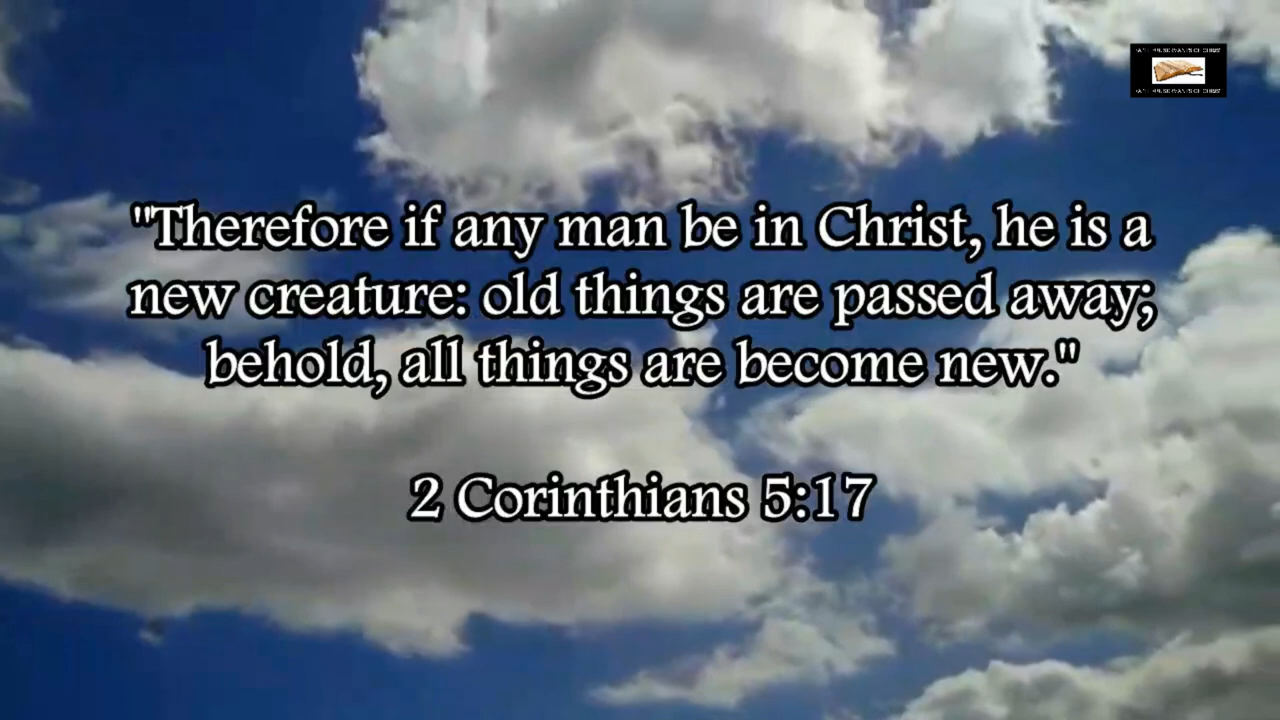 "Therefore if any man be in Christ, he is a
new creature: old things are passed away;
behold, all things are become new."
2 Corinthians 5:17